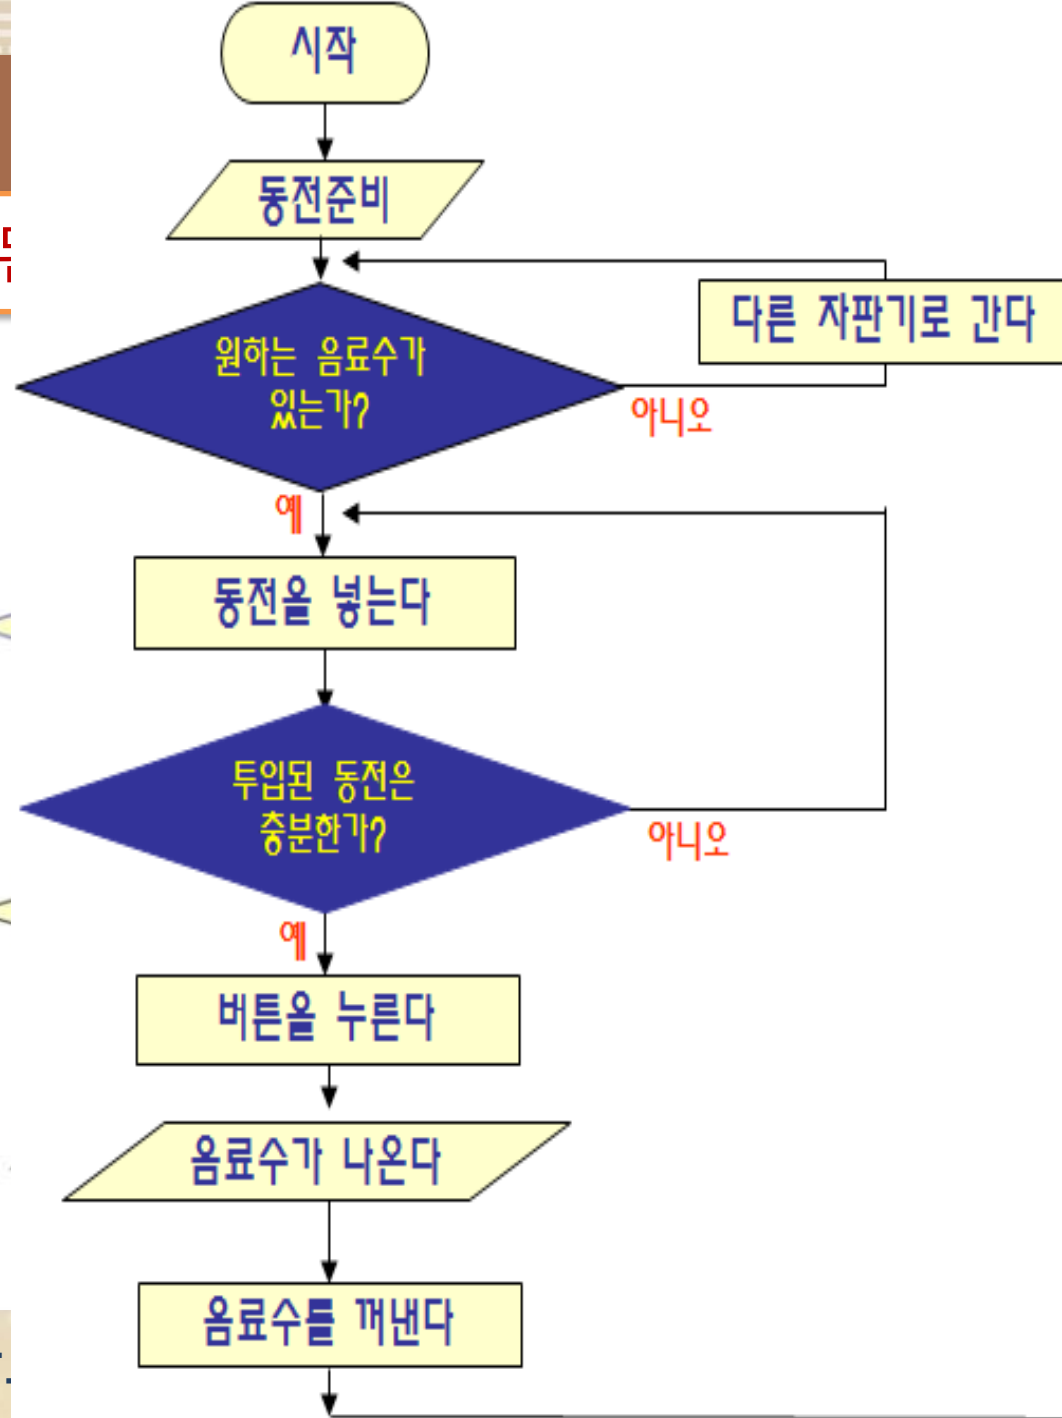 시작
동전준비
다른 자판기로 간다
원하는 음료수가
있는가?
아니오
예
동전을 넣는다
투입된 동전은
충분한가?
아니오
예
버튼을 누른다
음료수가 나온다
음료수를 꺼낸다